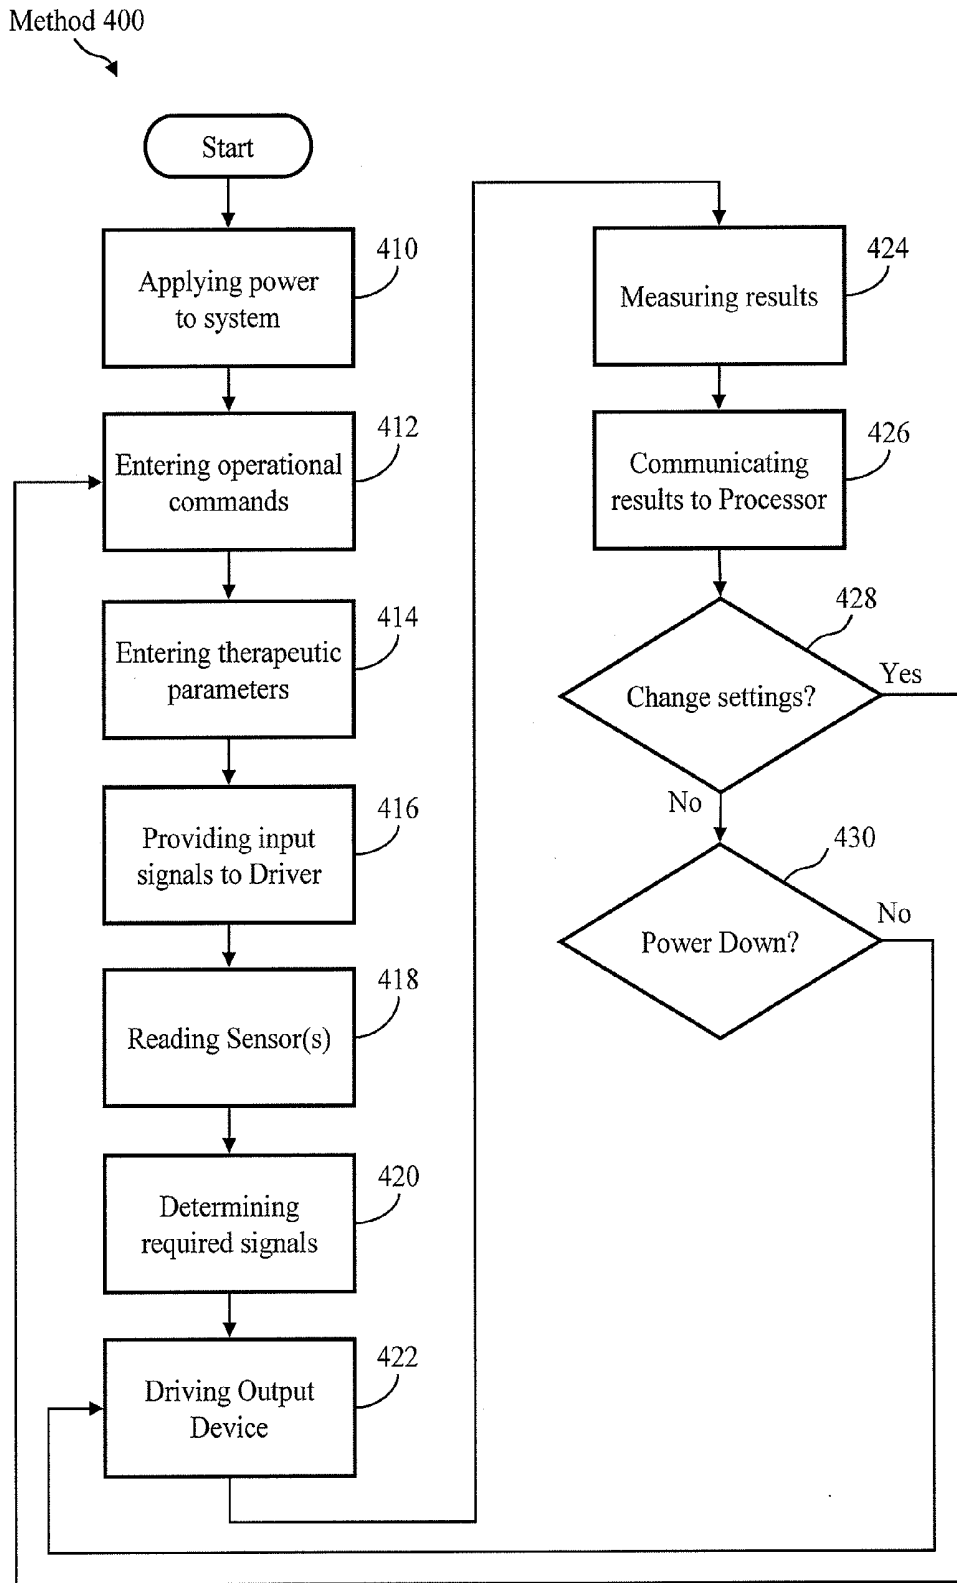 Method 400
Start
410
Applying power
to system
412
Entering operational
commands
414
Entering therapeutic
parameters
416
Providing input
signals to Driver
418
Reading Sensor(s)
420
Determining
required signals
422
Driving Output
Device
424
Measuring results
426
Communicating
results to Processor
428
Change settings?
Yes
No
430
Power Down?
No